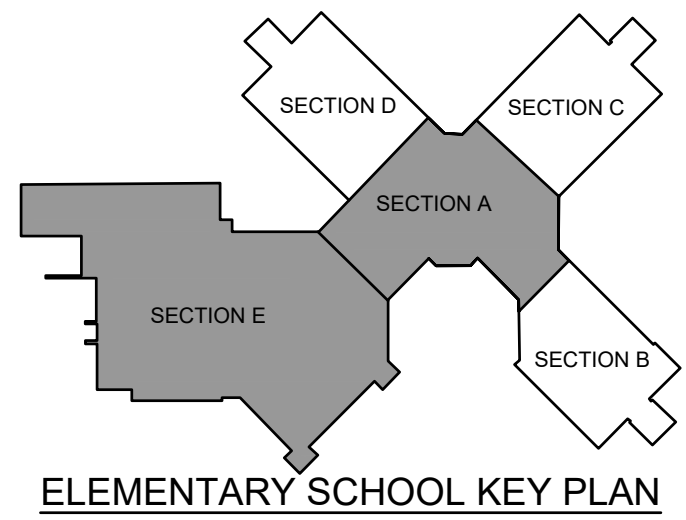 SECTION D
SECTION C
SECTION A
SECTION E
SECTION B
ELEMENTARY SCHOOL KEY PLAN